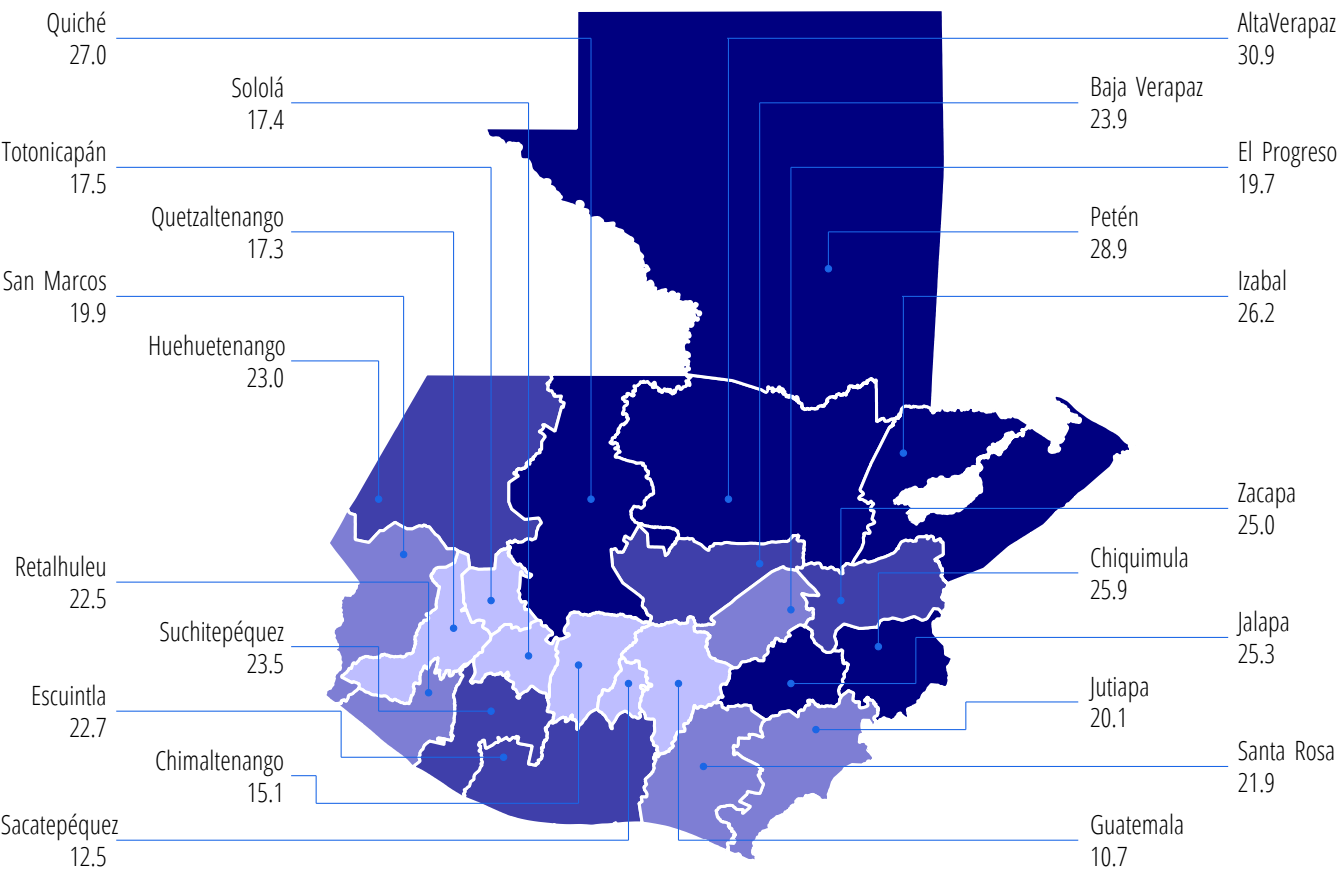 Quiché
27.0
Sololá
17.4
Totonicapán
17.5
Quetzaltenango
17.3
San Marcos
19.9
Huehuetenango
23.0
Retalhuleu
22.5
Suchitepéquez
23.5
Escuintla
22.7
Chimaltenango
15.1
Sacatepéquez
12.5
AltaVerapaz
30.9
Baja Verapaz
23.9
El Progreso
19.7
Petén
28.9
Izabal
26.2
Zacapa
25.0
Chiquimula
25.9
Jalapa
25.3
Jutiapa
20.1
Santa Rosa
21.9
Guatemala
10.7